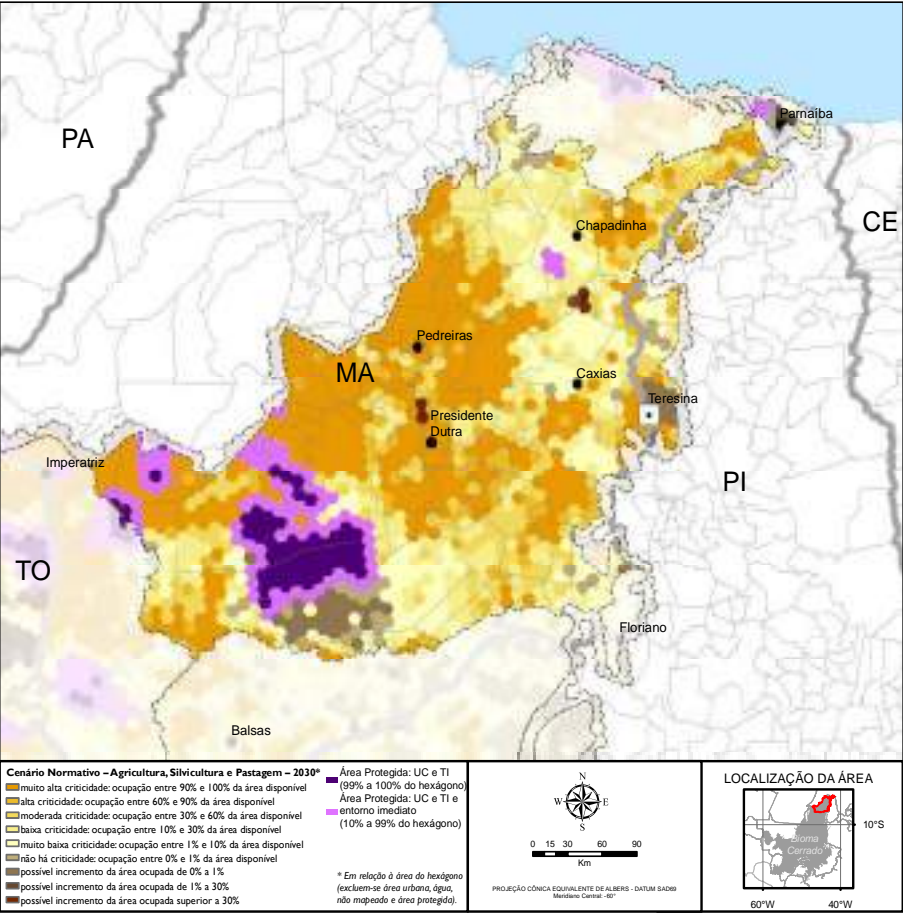 PA
Parnaíba
CE
Chapadinha
Pedreiras
MA
Caxias
Teresina
Presidente
Dutra
Imperatriz
PI
TO
Floriano
Balsas
Cenário Normativo – Agricultura, Silvicultura e Pastagem – 2030*
muito alta criticidade: ocupação entre 90% e 100% da área disponível
alta criticidade: ocupação entre 60% e 90% da área disponível
moderada criticidade: ocupação entre 30% e 60% da área disponível
baixa criticidade: ocupação entre 10% e 30% da área disponível
muito baixa criticidade: ocupação entre 1% e 10% da área disponível
não há criticidade: ocupação entre 0% e 1% da área disponível
possível incremento da área ocupada de 0% a 1%
possível incremento da área ocupada de 1% a 30%
possível incremento da área ocupada superior a 30%
Área Protegida: UC e TI
(99% a 100% do hexágono)
Área Protegida: UC e TI e
entorno imediato
(10% a 99% do hexágono)
* Em relação à área do hexágono
(excluem-se área urbana, água,
não mapeado e área protegida).
N
W E
S
0 15 30 60 90
Km
PROJEÇÃO CÔNICA EQUIVALENTE DE ALBERS - DATUM SAD69
Meridiano Central: -60°
LOCALIZAÇÃO DA ÁREA
10°S
Bioma
Cerrado
60°W 40°W